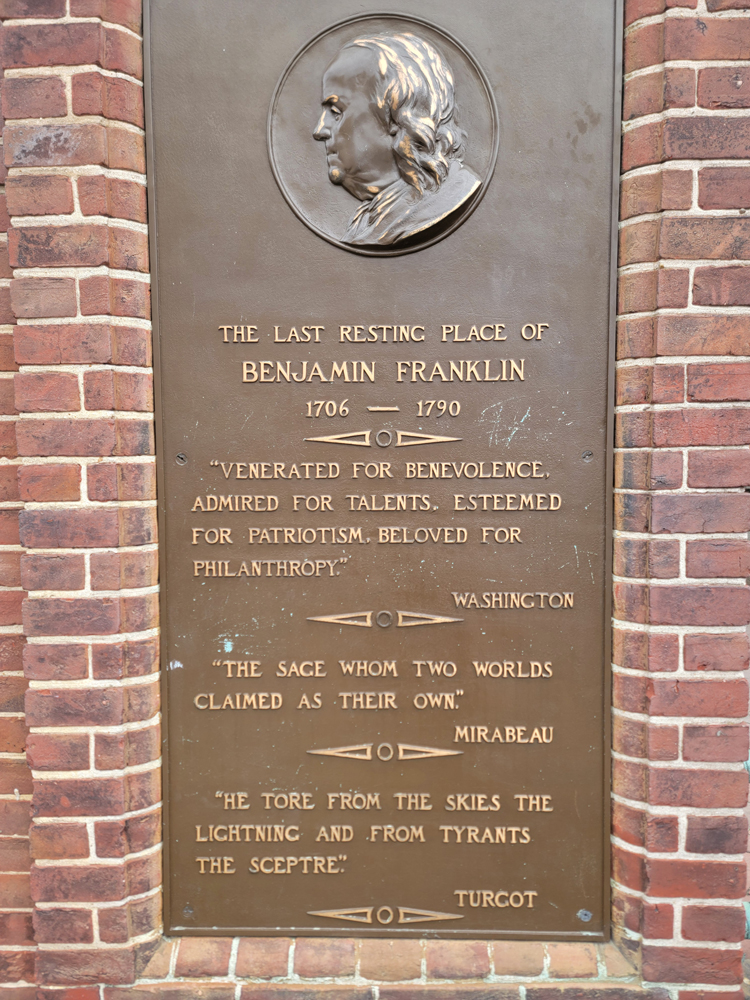 THE LAST RESTING PLACE OF
BENJAMIN FRANKLIN
1706 — 1790
"VENERATED FOR BENEVOLENCE,
ADMIRED FOR TALENTS, ESTEEMED
FOR PATRIOTISM, BELOVED FOR
PHILANTHROPY."
WASHINGTON
"THE SAGE WHOM TWO WORLDS
CLAIMED AS THEIR OWN."
MIRABEAU
"HE TORE FROM THE SKIES THE
LIGHTNING AND FROM TYRANTS
THE SCEPTRE."
TURGOT